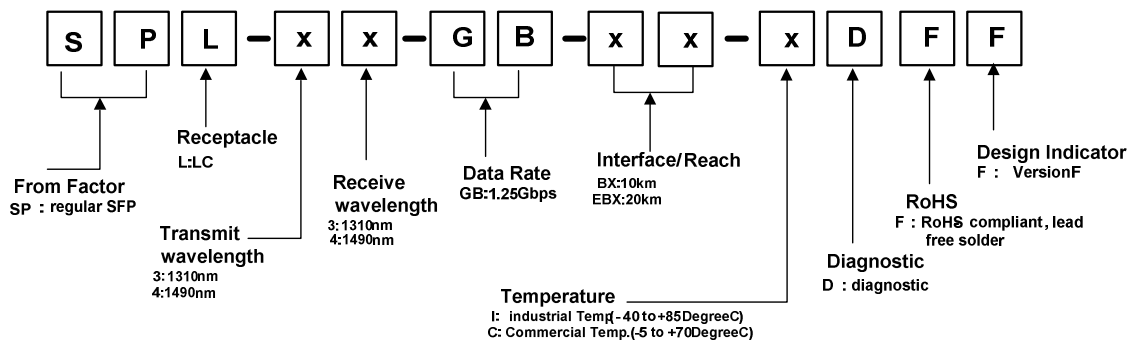 S P L - x x - G B - x x - x D F F
Receptacle
L:LC
From Factor
SP : regular SFP
Transmit
wavelength
3:1310nm
4:1490nm
Receive
wavelength
3:1310nm
4:1490nm
Data Rate
GB:1.25Gbps
Interface/Reach
BX:10km
EBX:20km
Temperature
I: industrial Temp(-40 to +85DegreeC)
C: Commercial Temp.(-5 to +70DegreeC)
Diagnostic
D : diagnostic
RoHS
F : RoHS compliant, lead
free solder
Design Indicator
F : VersionF